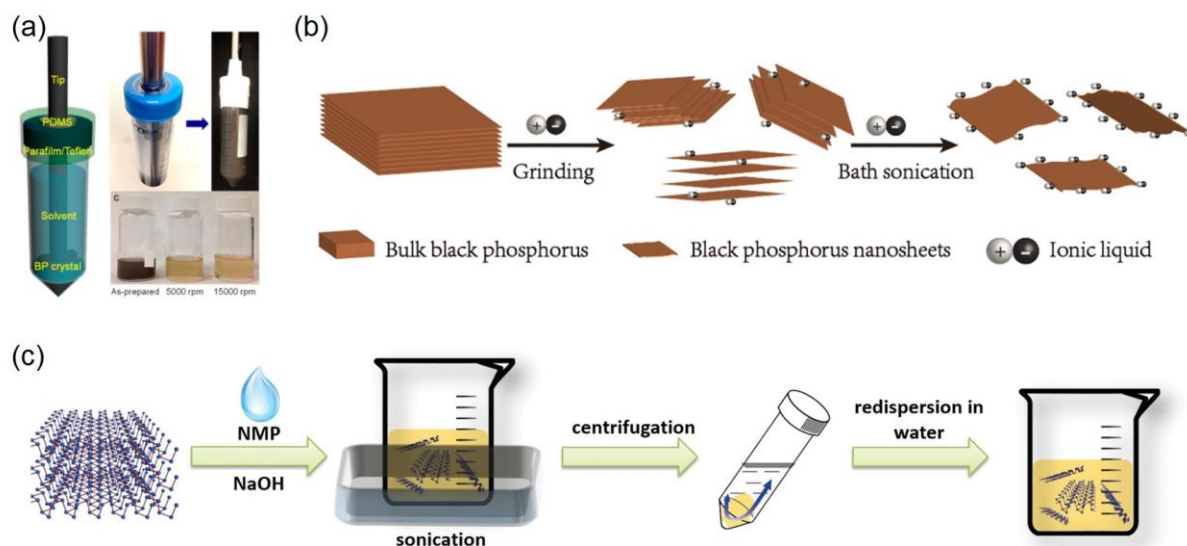 (a)
Tip
PDMS
Parafilm/Teflon
Solvent
BP crystal
C
As-prepared 5000 rpm 15000 rpm
(b)
+ -
Grinding
+ -
Bath sonication
Bulk black phosphorus
Black phosphorus nanosheets
+ -
Ionic liquid
(c)
NMP
NaOH
sonication
centrifugation
redispersion in
water